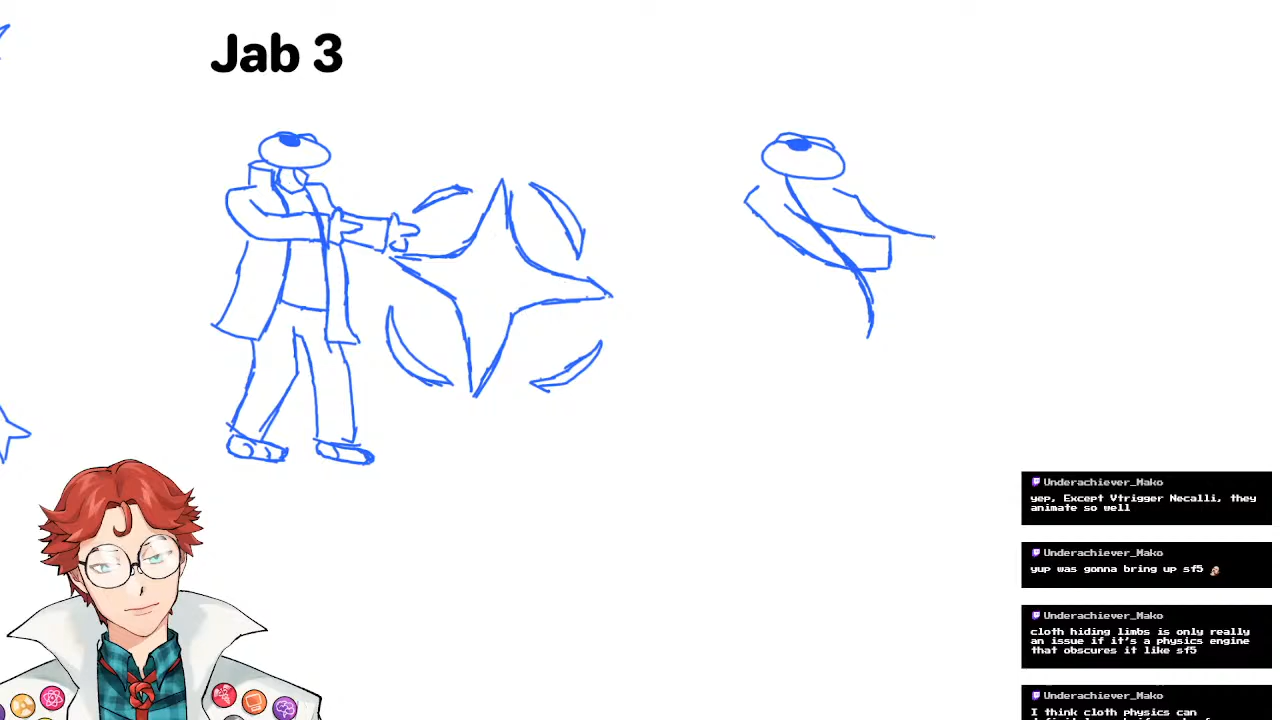 Jab 3
Underachiever_Mako
yep, Except Vtrigger Necalli, they
animate so well
Underachiever_Mako
yup was gonna bring up sf5
Underachiever_Mako
cloth hiding limbs is only really
an issue if it's a physics engine
that obscures it like sf5
Underachiever_Mako
I think cloth physics can